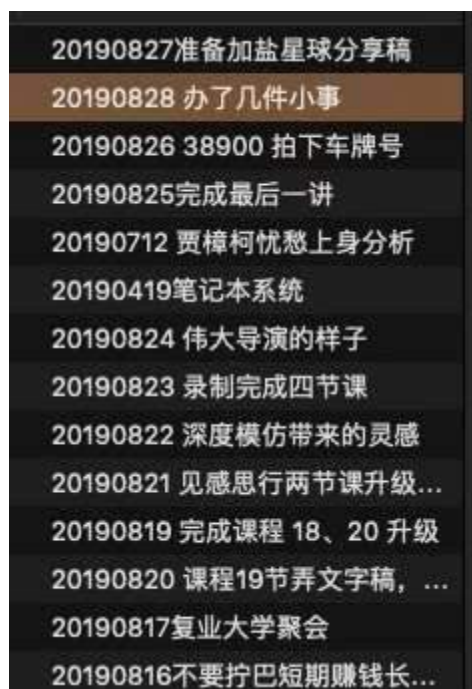 20190827准备加盐星球分享稿
20190828 办了几件小事
20190826 38900 拍下车牌号
20190825完成最后一讲
20190712 贾樟柯忧愁上身分析
20190419笔记本系统
20190824 伟大导演的样子
20190823 录制完成四节课
20190822 深度模仿带来的灵感
20190821 见感思行两节课升级...
20190819 完成课程 18、20 升级
20190820 课程19节弄文字稿，...
20190817复业大学聚会
20190816不要拧巴短期赚钱长...